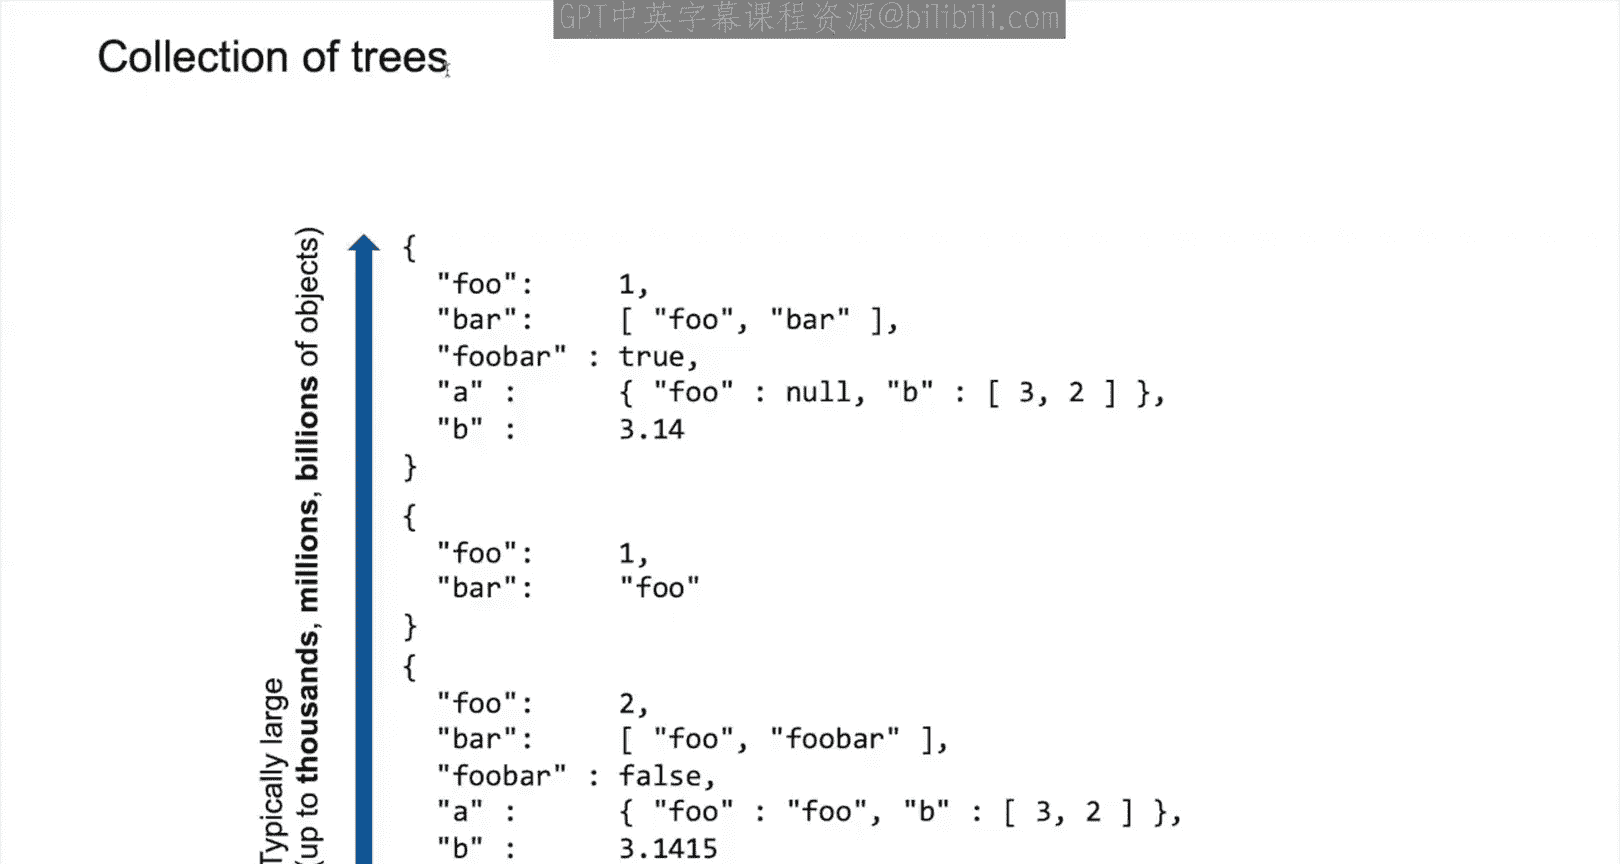 GPT中英字幕课程资源@bilibili.com
Collection of trees
Typically large
(up to thousands, millions, billions of objects)
{
"foo": 1,
"bar": [ "foo", "bar" ],
"foobar" : true,
"a" : { "foo" : null, "b" : [ 3, 2 ] },
"b" : 3.14
}
{
"foo": 1,
"bar": "foo"
}
{
"foo": 2,
"bar": [ "foo", "foobar" ],
"foobar" : false,
"a" : { "foo" : "foo", "b" : [ 3, 2 ] },
"b" : 3.1415